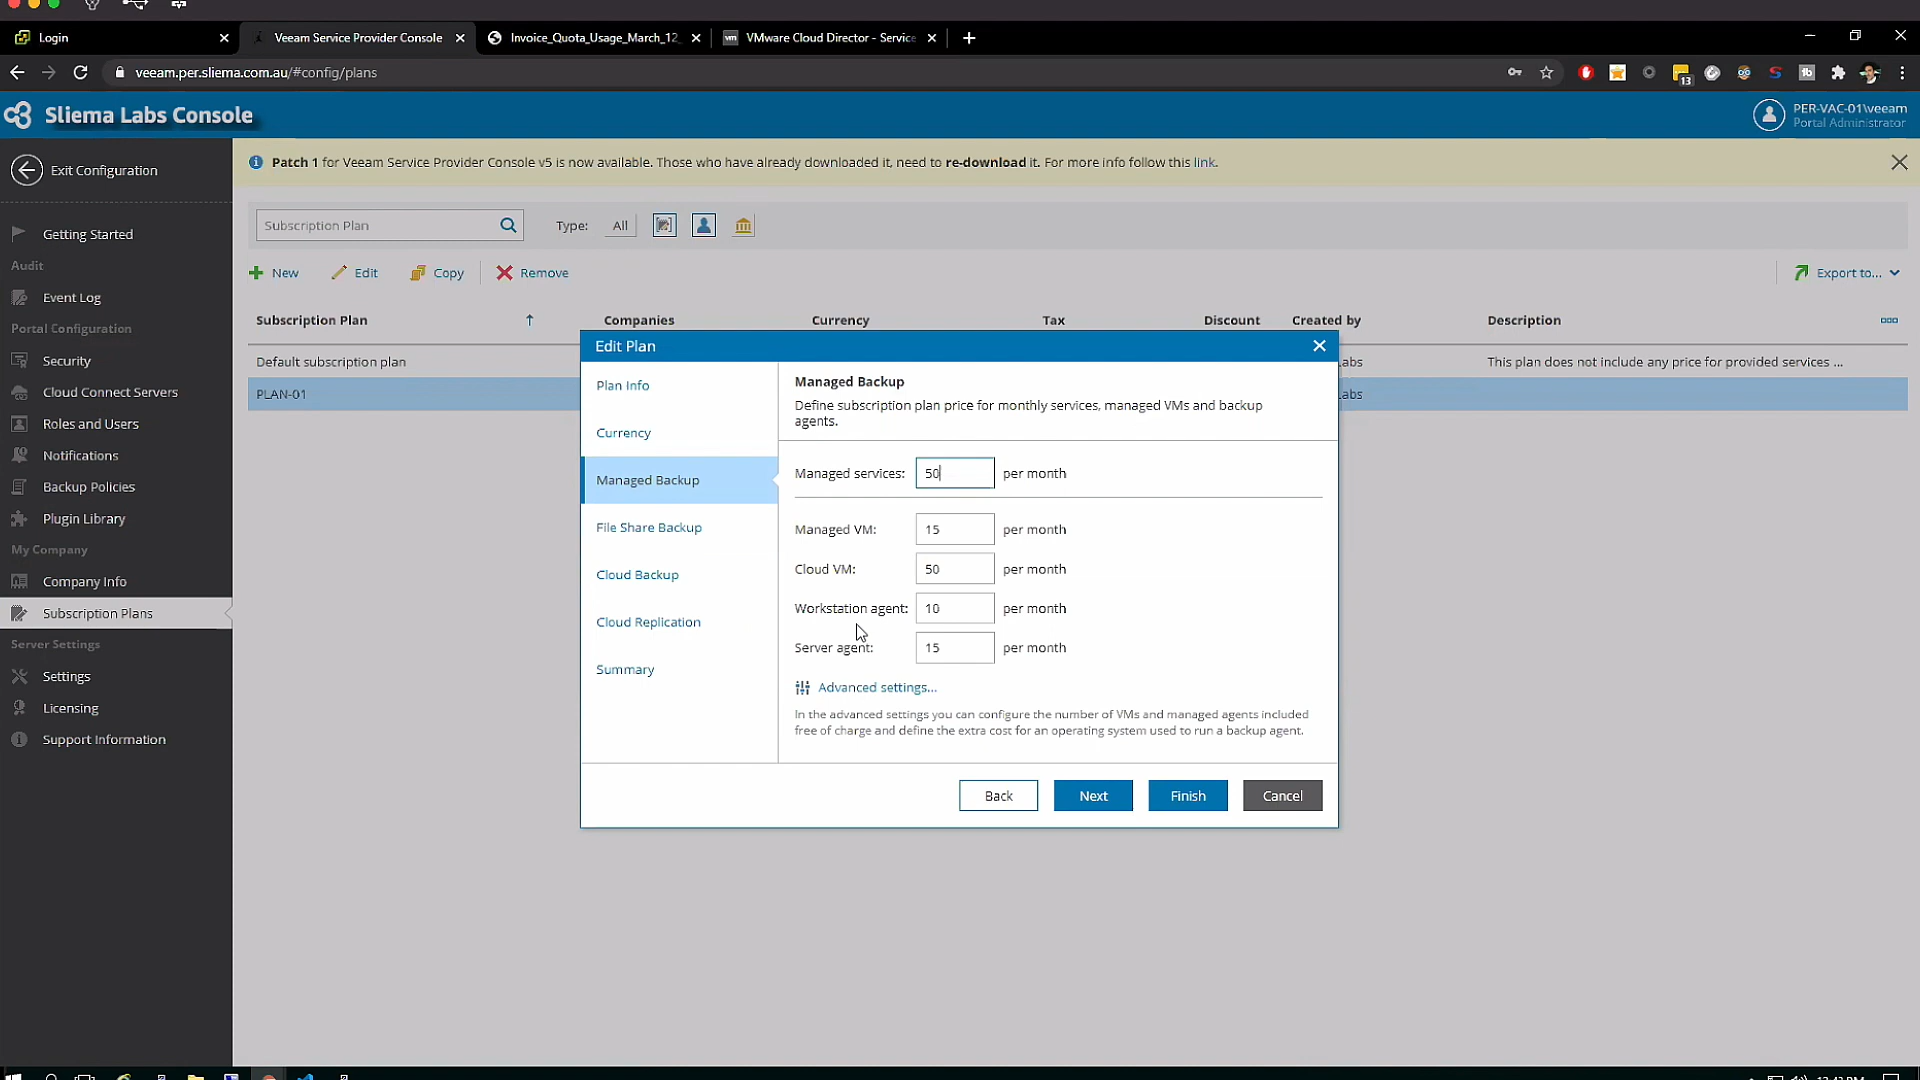 Login
Veeam Service Provider Console
Invoice_Quota_Usage_March_12_
VMware Cloud Director - Service
veeam.per.sliema.com.au/#config/plans
13
Sliema Labs Console
PER-VAC-01\veeam
Portal Administrator
Exit Configuration
Patch 1 for Veeam Service Provider Console v5 is now available. Those who have already downloaded it, need to re-download it. For more info follow this link.
Getting Started
Audit
Event Log
Portal Configuration
Security
Cloud Connect Servers
Roles and Users
Notifications
Backup Policies
Plugin Library
My Company
Company Info
Subscription Plans
Server Settings
Settings
Licensing
Support Information
Subscription Plan
Type: All
New Edit Copy Remove Export to...
Subscription Plan Companies Currency Tax Discount Created by Description
Default subscription plan abs This plan does not include any price for provided services ...
PLAN-01 abs
Edit Plan
Plan Info
Currency
Managed Backup
File Share Backup
Cloud Backup
Cloud Replication
Summary
Managed Backup
Define subscription plan price for monthly services, managed VMs and backup
agents.
Managed services: 50 per month
Managed VM: 15 per month
Cloud VM: 50 per month
Workstation agent: 10 per month
Server agent: 15 per month
Advanced settings...
In the advanced settings you can configure the number of VMs and managed agents included
free of charge and define the extra cost for an operating system used to run a backup agent.
Back Next Finish Cancel